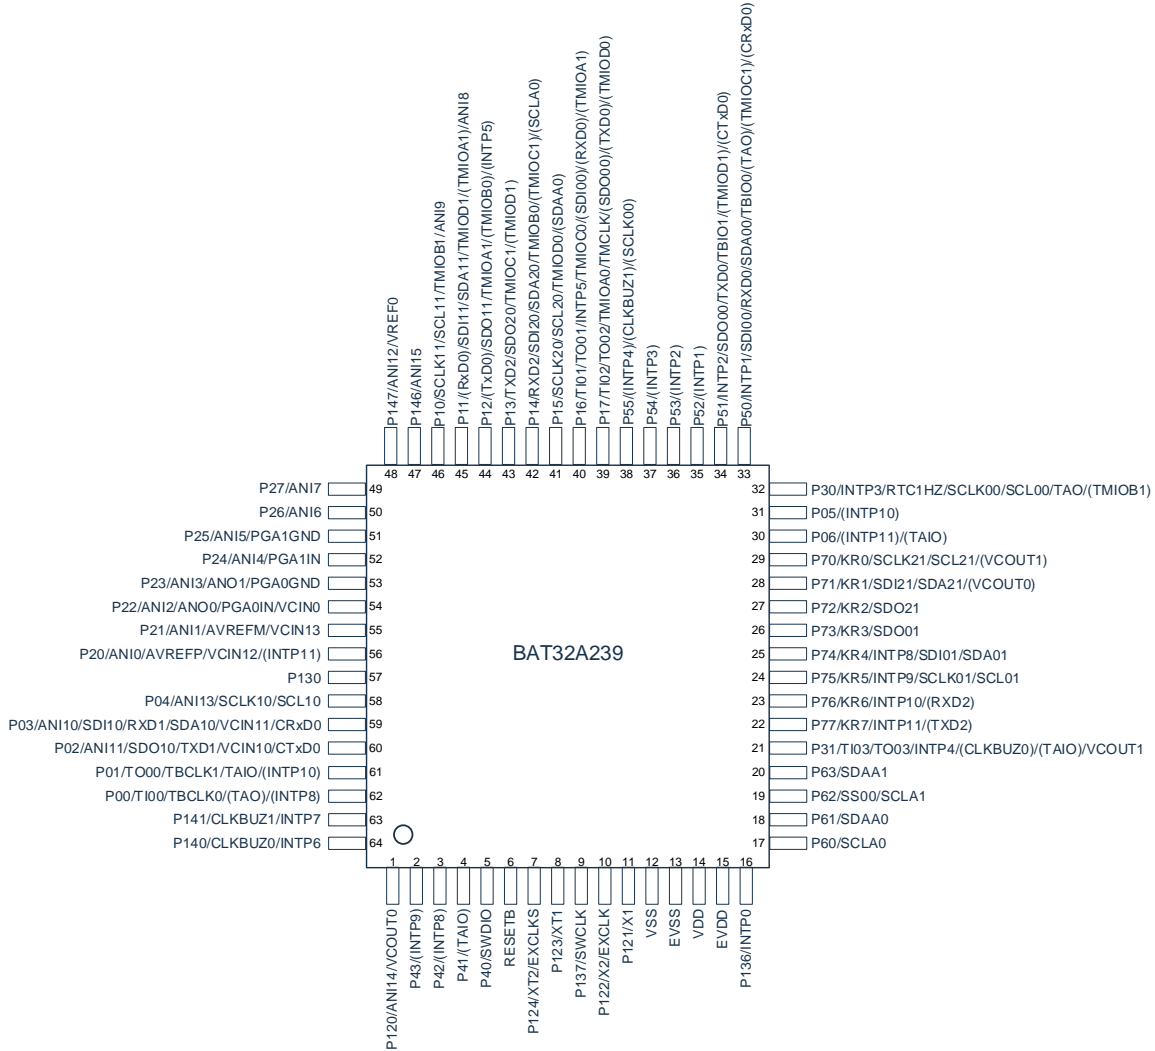 P147/ANI12/VREF0
P146/ANI15
P10/SCLK11/SCL11/TMIOB1/ANI9
P11/(RxD0)/SDI11/SDA11/TMIOD1/(TMIOA1)/ANI8
P12/(TxD0)/SDO11/TMIOA1/(TMIOB0)/(INTP5)
P13/TXD2/SDO20/TMIOC1/(TMIOD1)
P14/RXD2/SDI20/SDA20/TMIOB0/(TMIOC1)/(SCLA0)
P15/SCLK20/SCL20/TMIOD0/(SDAA0)
P16/TI01/TO01/INTP5/TMIOC0/(SDI00)/(RXD0)/(TMIOA1)
P17/TI02/TO02/TMIOA0/TMCLK/(SDO00)/(TXD0)/(TMIOD0)
P55/(INTP4)/(CLKBUZ1)/(SCLK00)
P54/(INTP3)
P53/(INTP2)
P52/(INTP1)
P51/INTP2/SDO00/TXD0/TBIO1/(TMIOD1)/(CTxD0)
P50/INTP1/SDI00/RXD0/SDA00/TBIO0/(TAO)/(TMIOC1)/(CRxD0)
48 47 46 45 44 43 42 41 40 39 38 37 36 35 34 33
P27/ANI7 49
P26/ANI6 50
P25/ANI5/PGA1GND 51
P24/ANI4/PGA1IN 52
P23/ANI3/ANO1/PGA0GND 53
P22/ANI2/ANO0/PGA0IN/VCIN0 54
P21/ANI1/AVREFM/VCIN13 55
P20/ANI0/AVREFP/VCIN12/(INTP11) 56
P130 57
P04/ANI13/SCLK10/SCL10 58
P03/ANI10/SDI10/RXD1/SDA10/VCIN11/CRxD0 59
P02/ANI11/SDO10/TXD1/VCIN10/CTxD0 60
P01/TO00/TBCLK1/TAIO/(INTP10) 61
P00/TI00/TBCLK0/(TAO)/(INTP8) 62
P141/CLKBUZ1/INTP7 63
P140/CLKBUZ0/INTP6 64
BAT32A239
32 P30/INTP3/RTC1HZ/SCLK00/SCL00/TAO/(TMIOB1)
31 P05/(INTP10)
30 P06/(INTP11)/(TAIO)
29 P70/KR0/SCLK21/SCL21/(VCOUT1)
28 P71/KR1/SDI21/SDA21/(VCOUT0)
27 P72/KR2/SDO21
26 P73/KR3/SDO01
25 P74/KR4/INTP8/SDI01/SDA01
24 P75/KR5/INTP9/SCLK01/SCL01
23 P76/KR6/INTP10/(RXD2)
22 P77/KR7/INTP11/(TXD2)
21 P31/TI03/TO03/INTP4/(CLKBUZ0)/(TAIO)/VCOUT1
20 P63/SDAA1
19 P62/SS00/SCLA1
18 P61/SDAA0
17 P60/SCLA0
1 2 3 4 5 6 7 8 9 10 11 12 13 14 15 16
P120/ANI14/VCOUT0
P43/(INTP9)
P42/(INTP8)
P41/(TAIO)
P40/SWDIO
RESETB
P124/XT2/EXCLKS
P123/XT1
P137/SWCLK
P122/X2/EXCLK
P121/X1
VSS
EVSS
VDD
EVDD
P136/INTP0